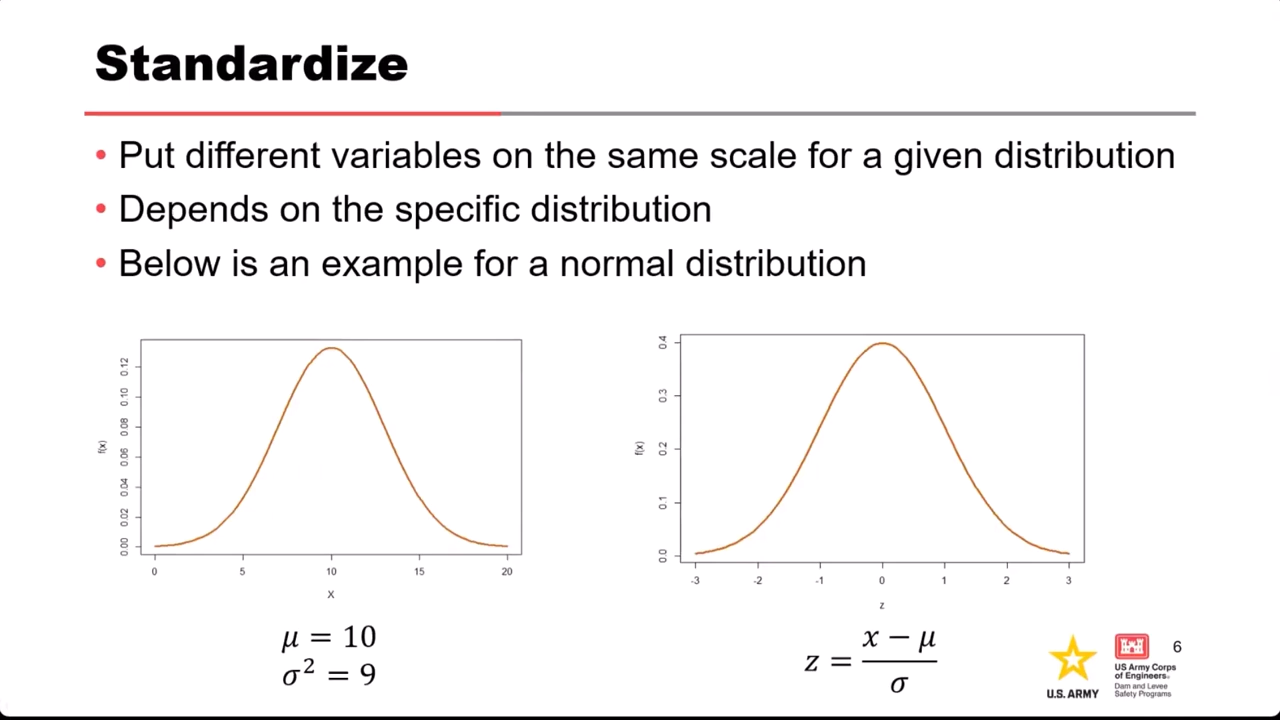 Standardize
• Put different variables on the same scale for a given distribution
• Depends on the specific distribution
• Below is an example for a normal distribution
f(x)
0.00 0.02 0.04 0.06 0.08 0.10 0.12
0 5 10 15 20
X
μ = 10
σ² = 9
f(x)
0.0 0.1 0.2 0.3 0.4
-3 -2 -1 0 1 2 3
z
z = (x − μ) / σ
U.S. ARMY
US Army Corps
of Engineers®
Dam and Levee
Safety Programs
6